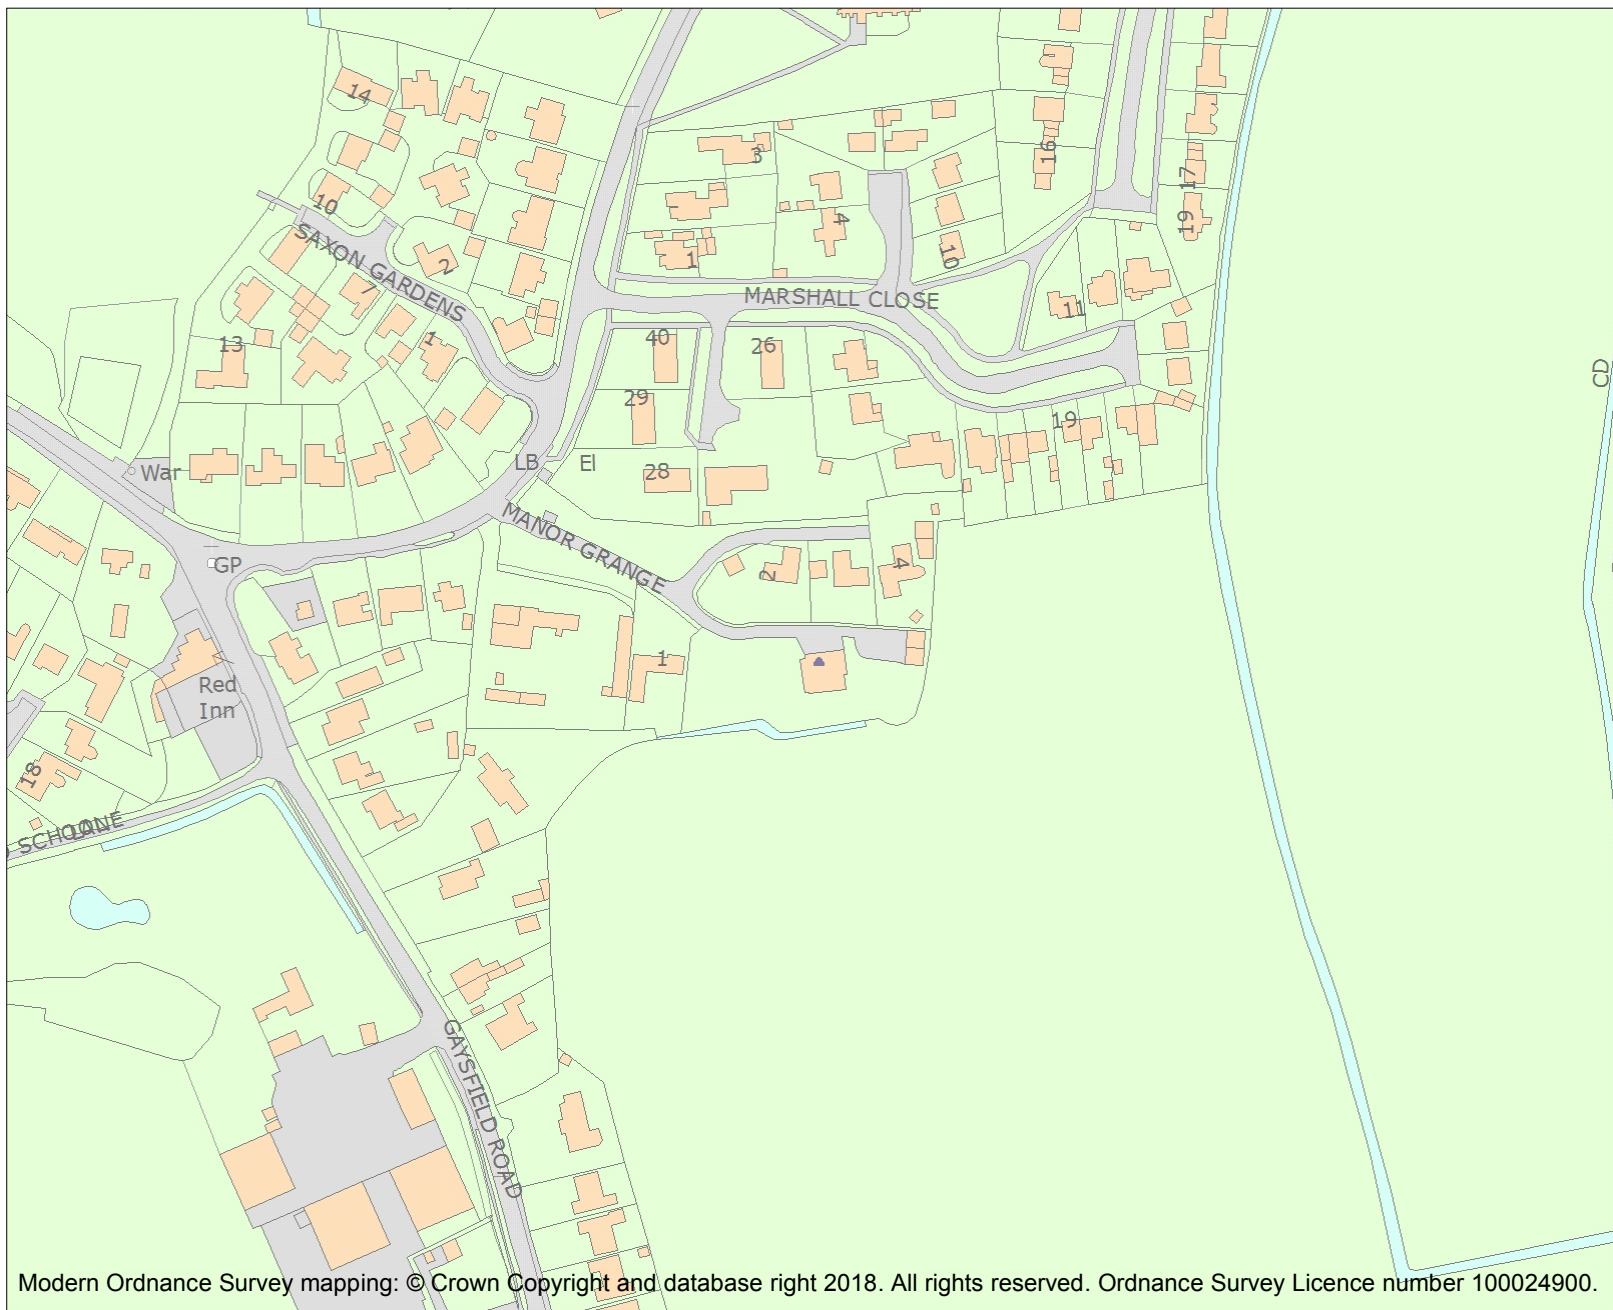 14
3
16
17
10
SAXON GARDENS
2
7
4
19
1
10
MARSHALL CLOSE
11
13
1
40
26
29
19
CD
War
LB
El
28
MANOR GRANGE
GP
2
4
1
Red
Inn
18
SCHOOL
LANE
GAYSFIELD ROAD
Modern Ordnance Survey mapping: © Crown Copyright and database right 2018. All rights reserved. Ordnance Survey Licence number 100024900.